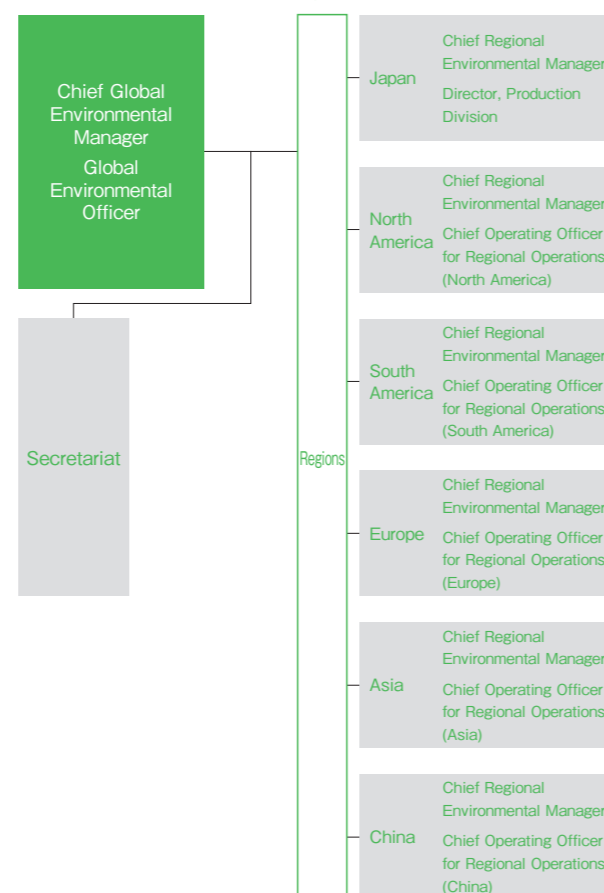 Chief Global
Environmental
Manager
Global
Environmental
Officer
Secretariat
Regions
Japan
Chief Regional
Environmental Manager
Director, Production
Division
North
America
Chief Regional
Environmental Manager
Chief Operating Officer
for Regional Operations
(North America)
South
America
Chief Regional
Environmental Manager
Chief Operating Officer
for Regional Operations
(South America)
Europe
Chief Regional
Environmental Manager
Chief Operating Officer
for Regional Operations
(Europe)
Asia
Chief Regional
Environmental Manager
Chief Operating Officer
for Regional Operations
(Asia)
China
Chief Regional
Environmental Manager
Chief Operating Officer
for Regional Operations
(China)